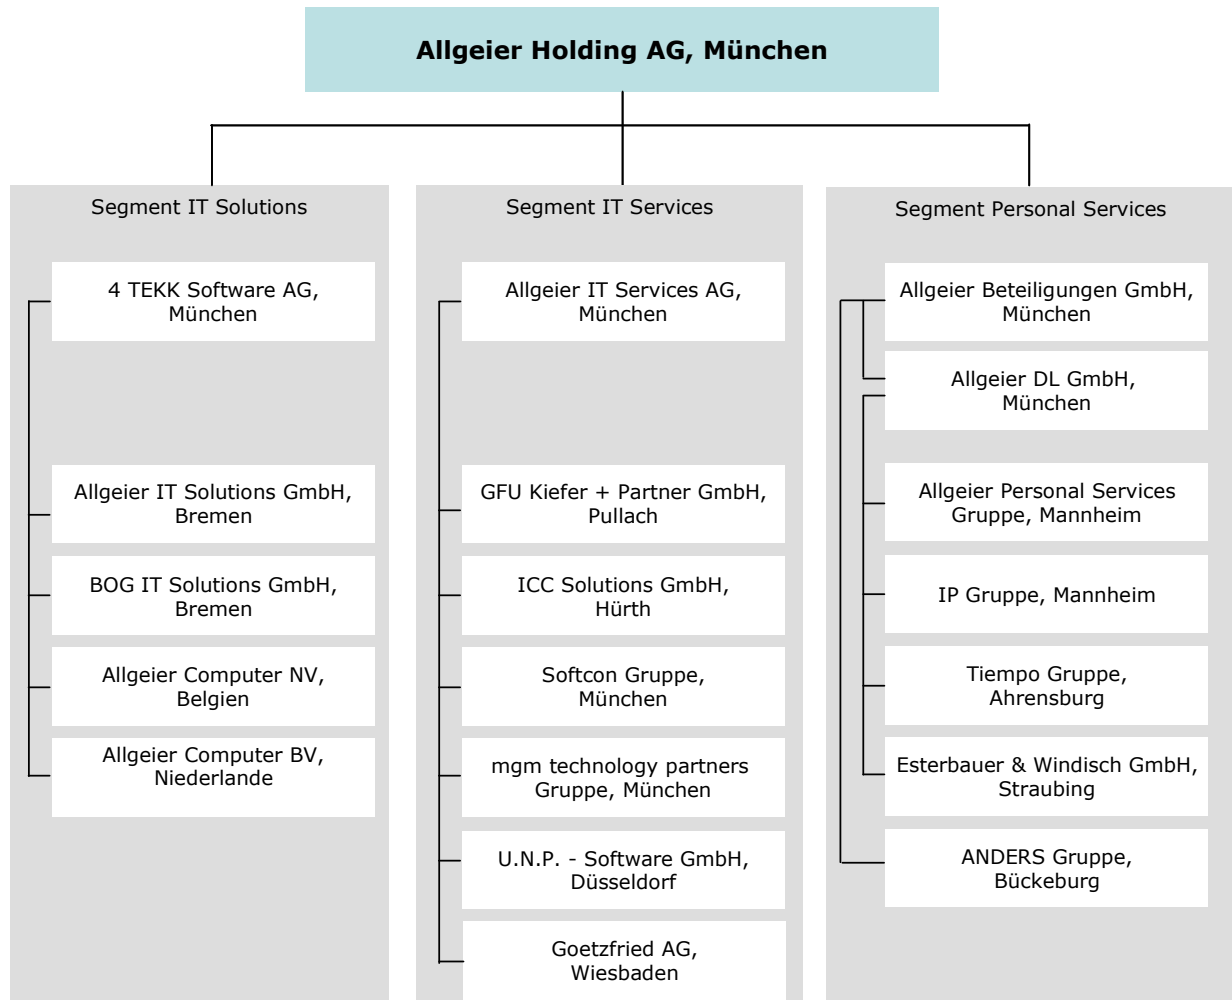 Allgeier Holding AG, München
Segment IT Solutions
4 TEKK Software AG,
München
Allgeier IT Solutions GmbH,
Bremen
BOG IT Solutions GmbH,
Bremen
Allgeier Computer NV,
Belgien
Allgeier Computer BV,
Niederlande
Segment IT Services
Allgeier IT Services AG,
München
GFU Kiefer + Partner GmbH,
Pullach
ICC Solutions GmbH,
Hürth
Softcon Gruppe,
München
mgm technology partners
Gruppe, München
U.N.P. - Software GmbH,
Düsseldorf
Goetzfried AG,
Wiesbaden
Segment Personal Services
Allgeier Beteiligungen GmbH,
München
Allgeier DL GmbH,
München
Allgeier Personal Services
Gruppe, Mannheim
IP Gruppe, Mannheim
Tiempo Gruppe,
Ahrensburg
Esterbauer & Windisch GmbH,
Straubing
ANDERS Gruppe,
Bückeburg